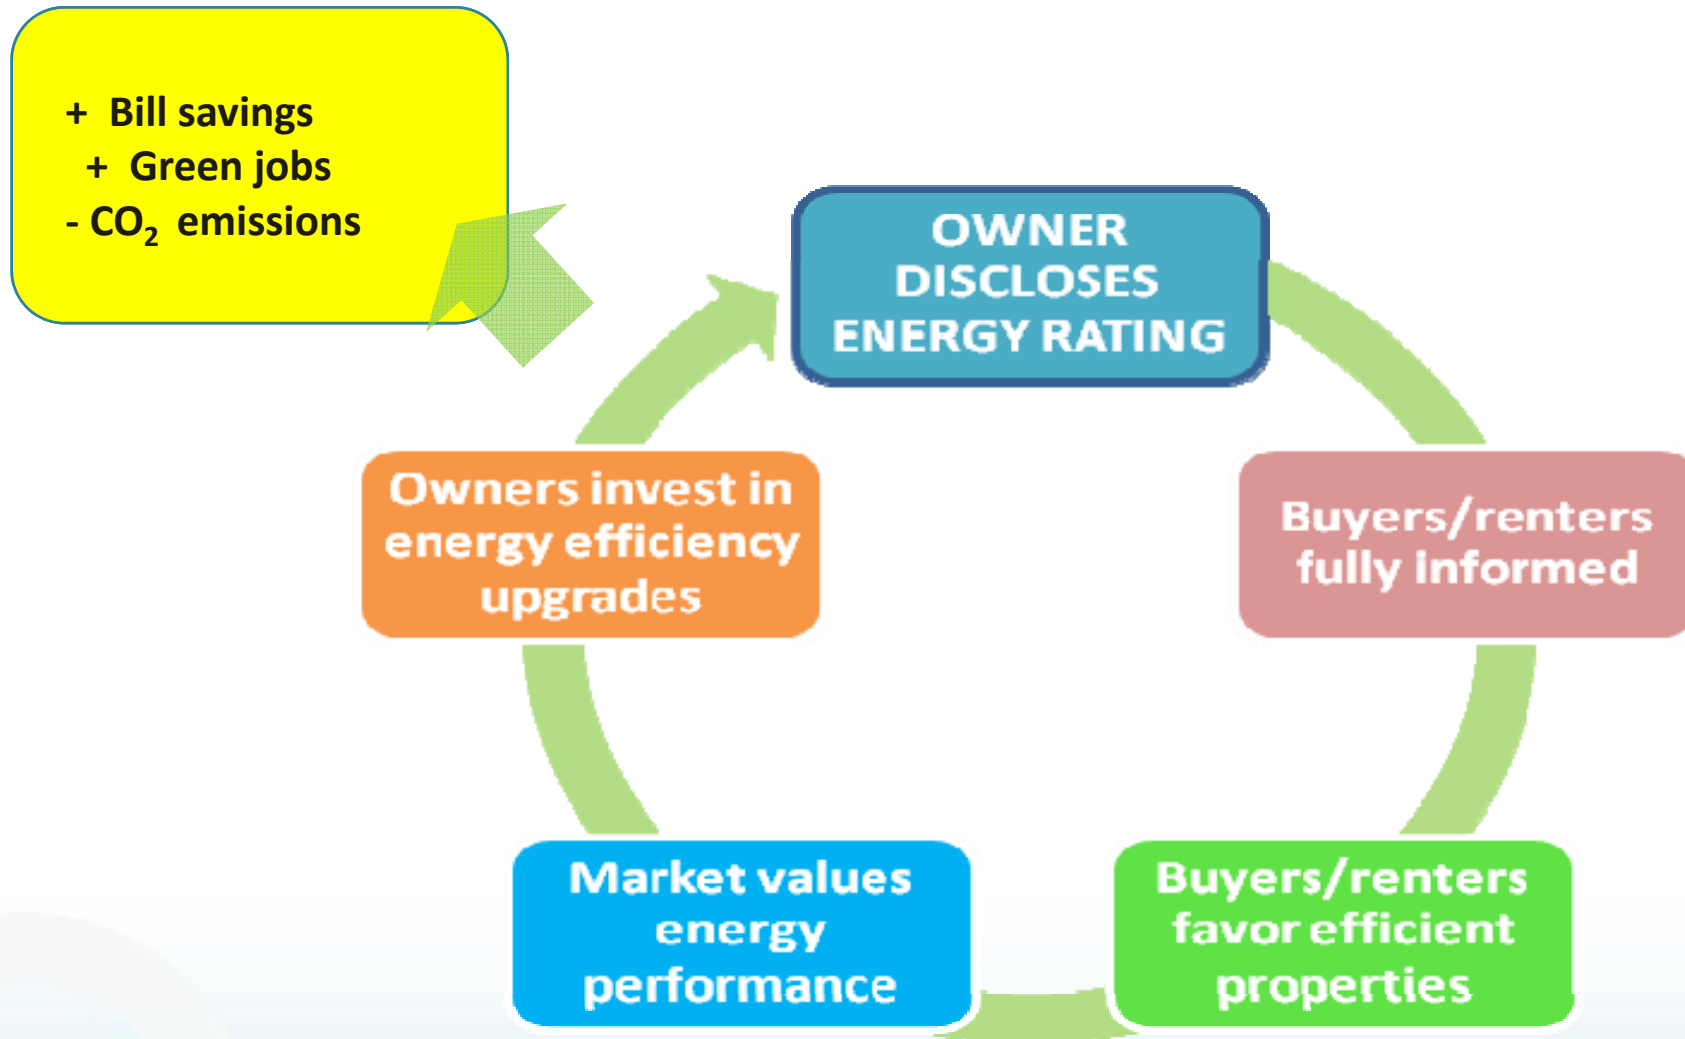 + Bill savings
+ Green jobs
- CO₂ emissions
OWNER
DISCLOSES
ENERGY RATING
Buyers/renters
fully informed
Buyers/renters
favor efficient
properties
Market values
energy
performance
Owners invest in
energy efficiency
upgrades